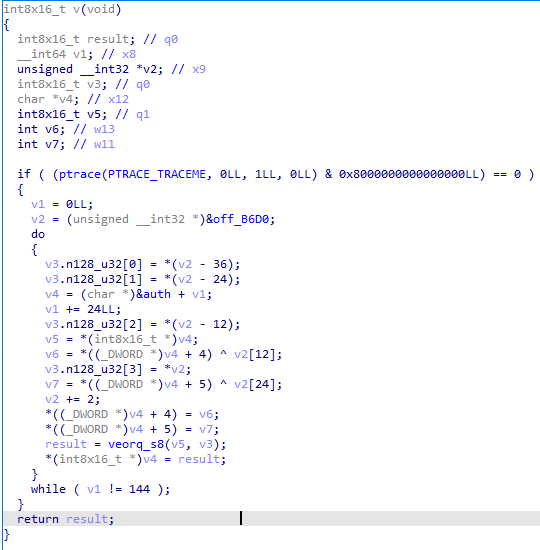 int8x16_t v(void)
{
  int8x16_t result; // q0
  __int64 v1; // x8
  unsigned __int32 *v2; // x9
  int8x16_t v3; // q0
  char *v4; // x12
  int8x16_t v5; // q1
  int v6; // w13
  int v7; // w11

  if ( (ptrace(PTRACE_TRACEME, 0LL, 1LL, 0LL) & 0x8000000000000000LL) == 0 )
  {
    v1 = 0LL;
    v2 = (unsigned __int32 *)&off_B6D0;
    do
    {
      v3.n128_u32[0] = *(v2 - 36);
      v3.n128_u32[1] = *(v2 - 24);
      v4 = (char *)&auth + v1;
      v1 += 24LL;
      v3.n128_u32[2] = *(v2 - 12);
      v5 = *(int8x16_t *)v4;
      v6 = *((_DWORD *)v4 + 4) ^ v2[12];
      v3.n128_u32[3] = *v2;
      v7 = *((_DWORD *)v4 + 5) ^ v2[24];
      v2 += 2;
      *((_DWORD *)v4 + 4) = v6;
      *((_DWORD *)v4 + 5) = v7;
      result = veorq_s8(v5, v3);
      *(int8x16_t *)v4 = result;
    }
    while ( v1 != 144 );
  }
  return result;
}